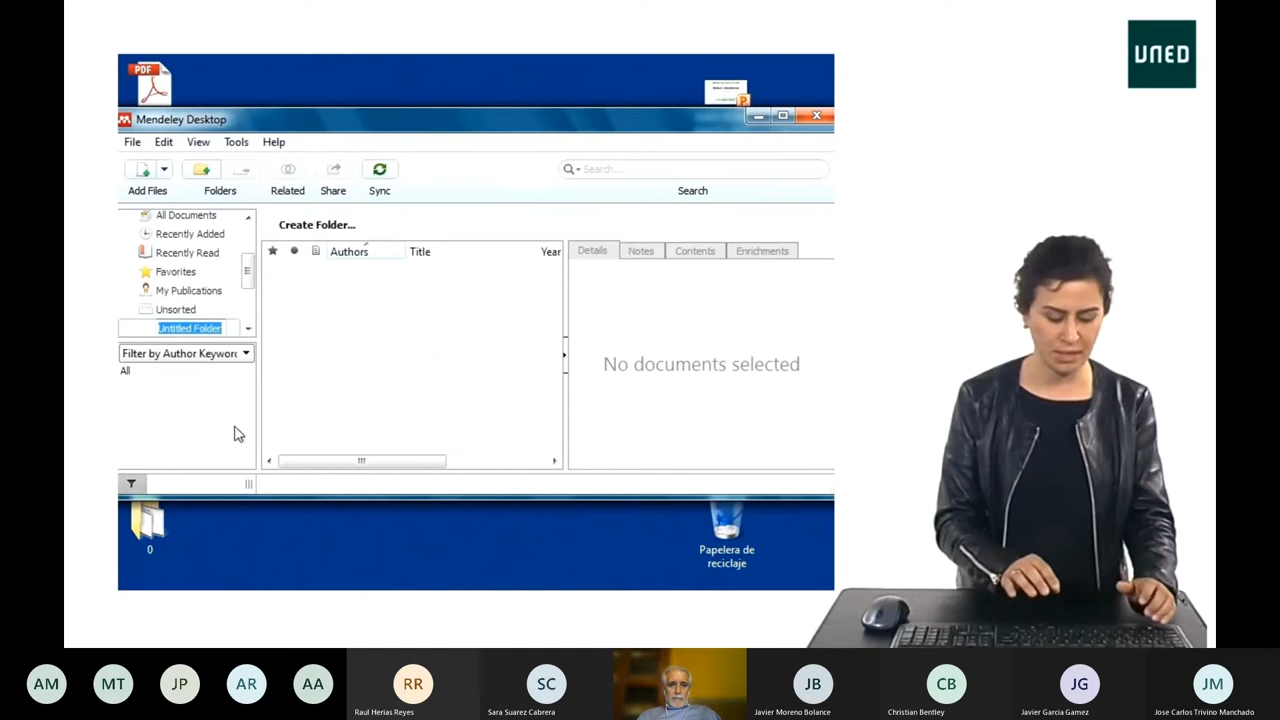 UNED
PDF
Mendeley Desktop
File Edit View Tools Help
Search...
Add Files Folders Related Share Sync Search
All Documents
Recently Added
Recently Read
Favorites
My Publications
Unsorted
Untitled Folder
Filter by Author Keyword
All
Create Folder...
Authors Title Year
Details Notes Contents Enrichments
No documents selected
0
Papelera de
reciclaje
AM MT JP AR AA RR SC JB CB JG JM
Raul Herias Reyes Sara Suarez Cabrera Javier Moreno Bolance Christian Bentley Javier Garcia Gamez Jose Carlos Trivino Manchado